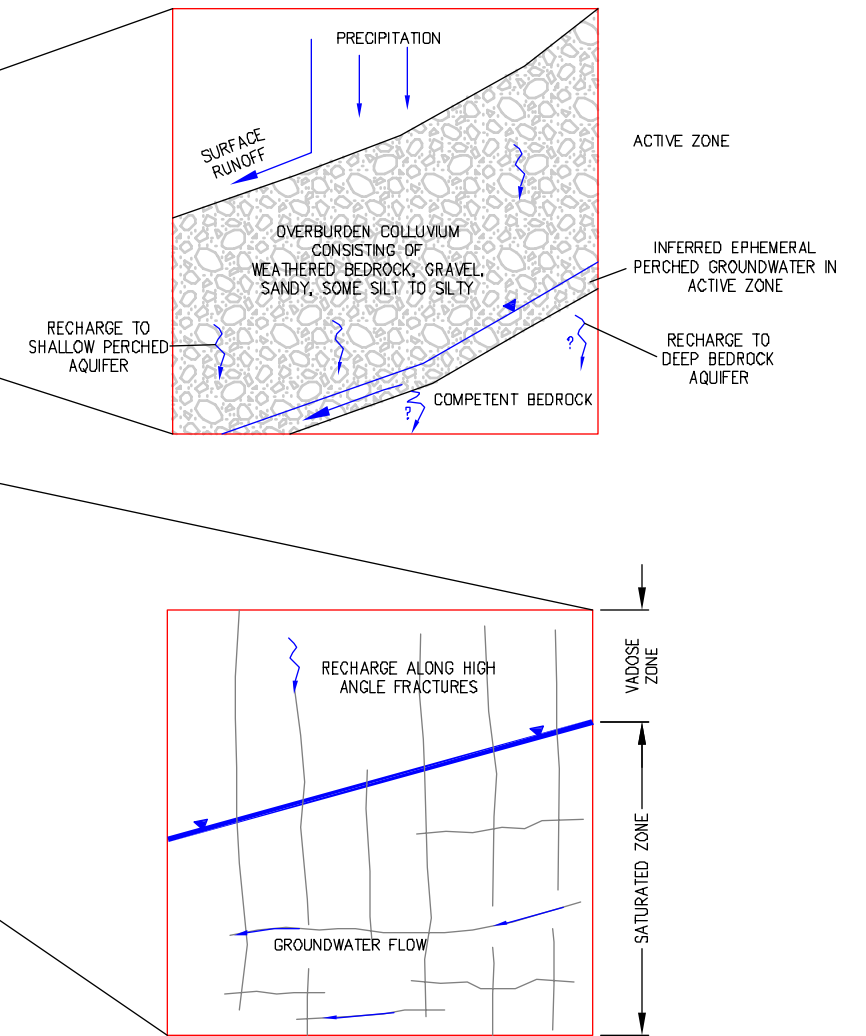 PRECIPITATION
SURFACE
RUNOFF
ACTIVE ZONE
OVERBURDEN COLLUVIUM
CONSISTING OF
WEATHERED BEDROCK, GRAVEL,
SANDY, SOME SILT TO SILTY
INFERRED EPHEMERAL
PERCHED GROUNDWATER IN
ACTIVE ZONE
RECHARGE TO
SHALLOW PERCHED
AQUIFER
?
RECHARGE TO
DEEP BEDROCK
AQUIFER
?
COMPETENT BEDROCK
RECHARGE ALONG HIGH
ANGLE FRACTURES
VADOSE
ZONE
SATURATED ZONE
GROUNDWATER FLOW